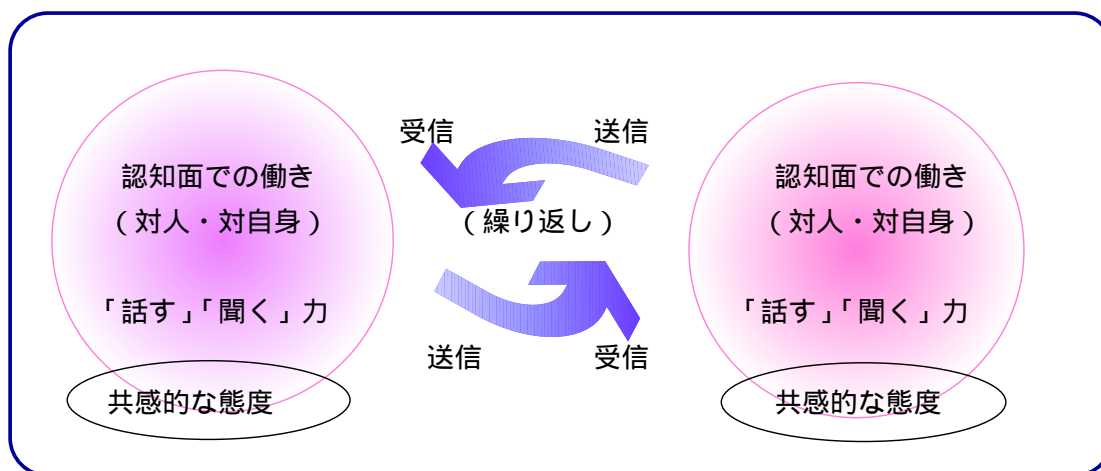 受信
送信
認知面での働き
（対人・対自身）
「話す」「聞く」力
共感的な態度
（繰り返し）
送信
受信
認知面での働き
（対人・対自身）
「話す」「聞く」力
共感的な態度